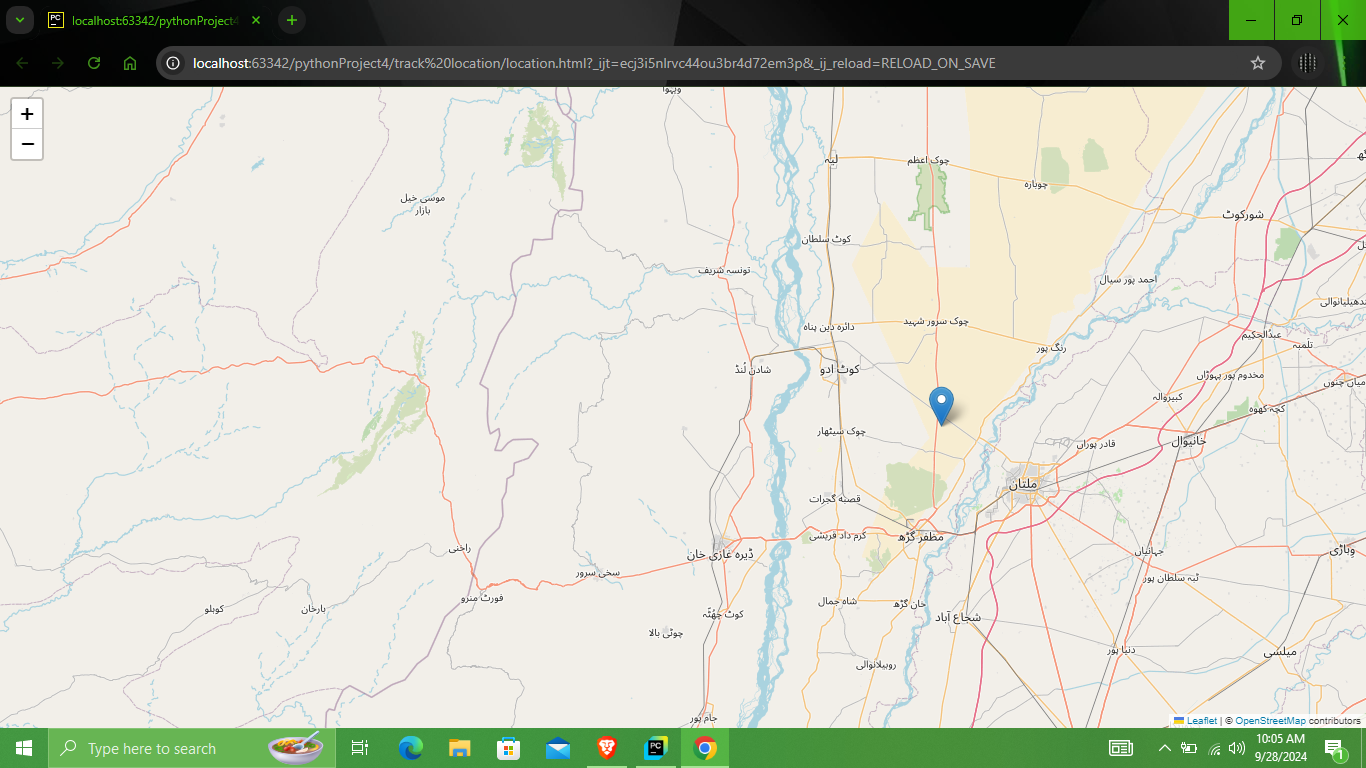 localhost:63342/pythonProject4
localhost:63342/pythonProject4/track%20location/location.html?_ijt=ecj3i5nlrvc44ou3br4d72em3p&_ij_reload=RELOAD_ON_SAVE
+
−
وہوا
لیہ
چوک اعظم
چوبارہ
موسی خیل
بازار
شورکوٹ
کوٹ سلطان
تونسہ شریف
احمد پور سیال
دائرہ دین پناہ
چوک سرور شہید
عبدالحکیم
تلمبہ
رنگ پور
شادن لُنڈ
کوٹ ادو
مخدوم پور پہوڑاں
میاں چنوں
کبیروالہ
کچہ کھوہ
چوک سیٹھار
قادر پوراں
خانیوال
ملتان
قصبہ گجرات
کرم داد قریشی
مظفر گڑھ
راخنی
ڈیرہ غازی خان
جہانیاں
وہاڑی
سخی سرور
ٹبہ سلطان پور
فورٹ منرو
شاہ جمال
خان گڑھ
کوہلو
بارخان
کوٹ چھُٹّہ
شجاع آباد
چوٹی بالا
دنیا پور
میلسی
روہیلانوالی
جام پور
Leaflet | © OpenStreetMap contributors
Type here to search
10:05 AM
9/28/2024
1